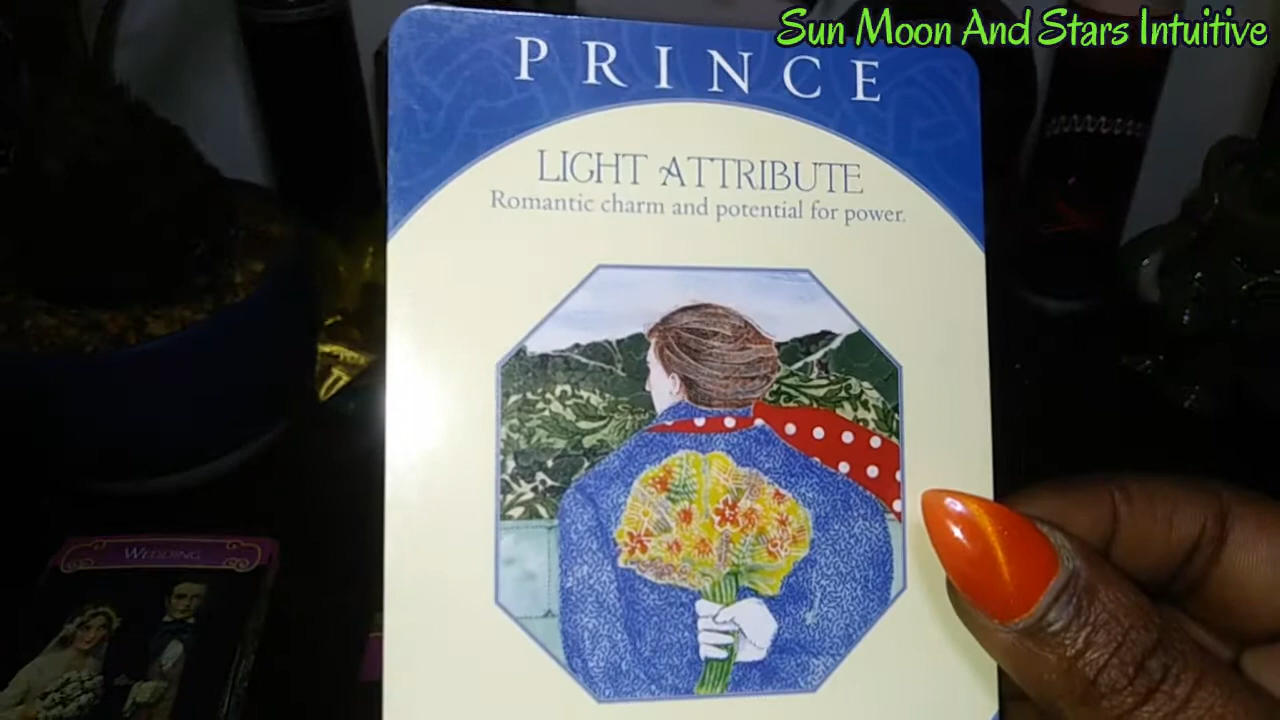 Sun Moon And Stars Intuitive
PRINCE
LIGHT ATTRIBUTE
Romantic charm and potential for power.
WEDDING